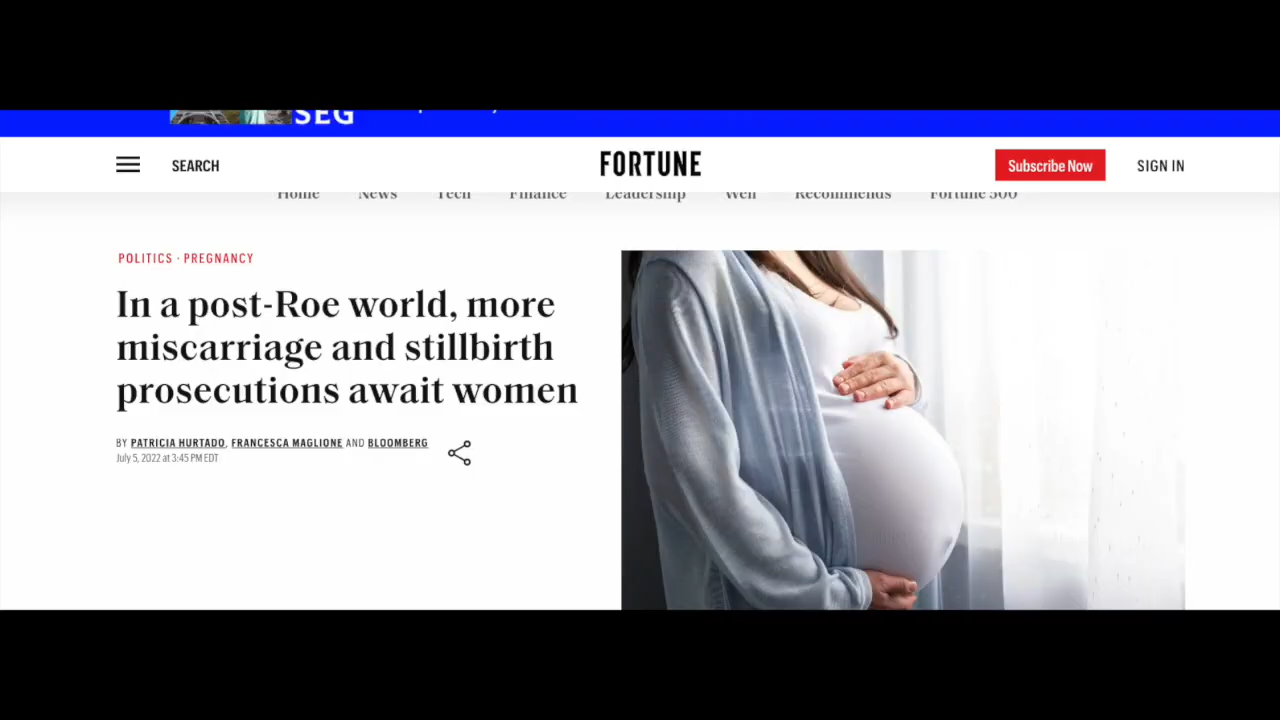 SEG
SEARCH
FORTUNE
Subscribe Now
SIGN IN
Home News Tech Finance Leadership Well Recommends Fortune 500
POLITICS · PREGNANCY
In a post-Roe world, more
miscarriage and stillbirth
prosecutions await women
BY PATRICIA HURTADO, FRANCESCA MAGLIONE AND BLOOMBERG
July 5, 2022 at 3:45 PM EDT